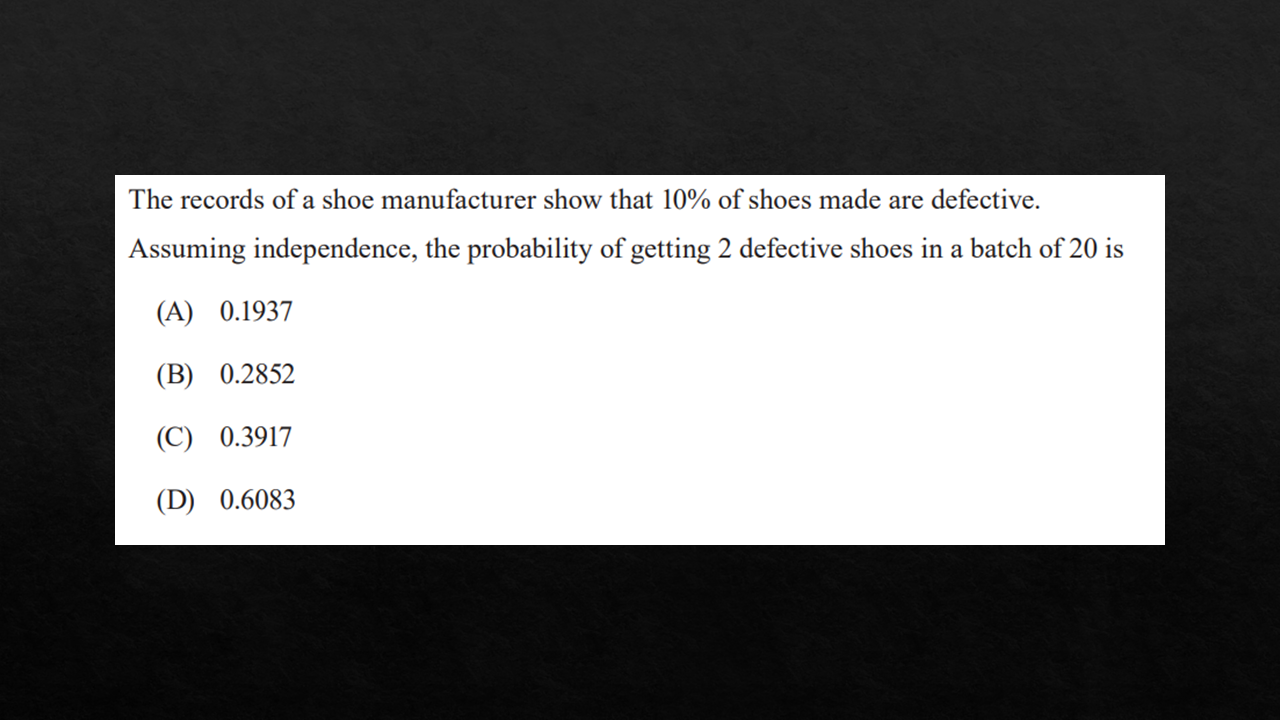 The records of a shoe manufacturer show that 10% of shoes made are defective.
Assuming independence, the probability of getting 2 defective shoes in a batch of 20 is
(A) 0.1937
(B) 0.2852
(C) 0.3917
(D) 0.6083